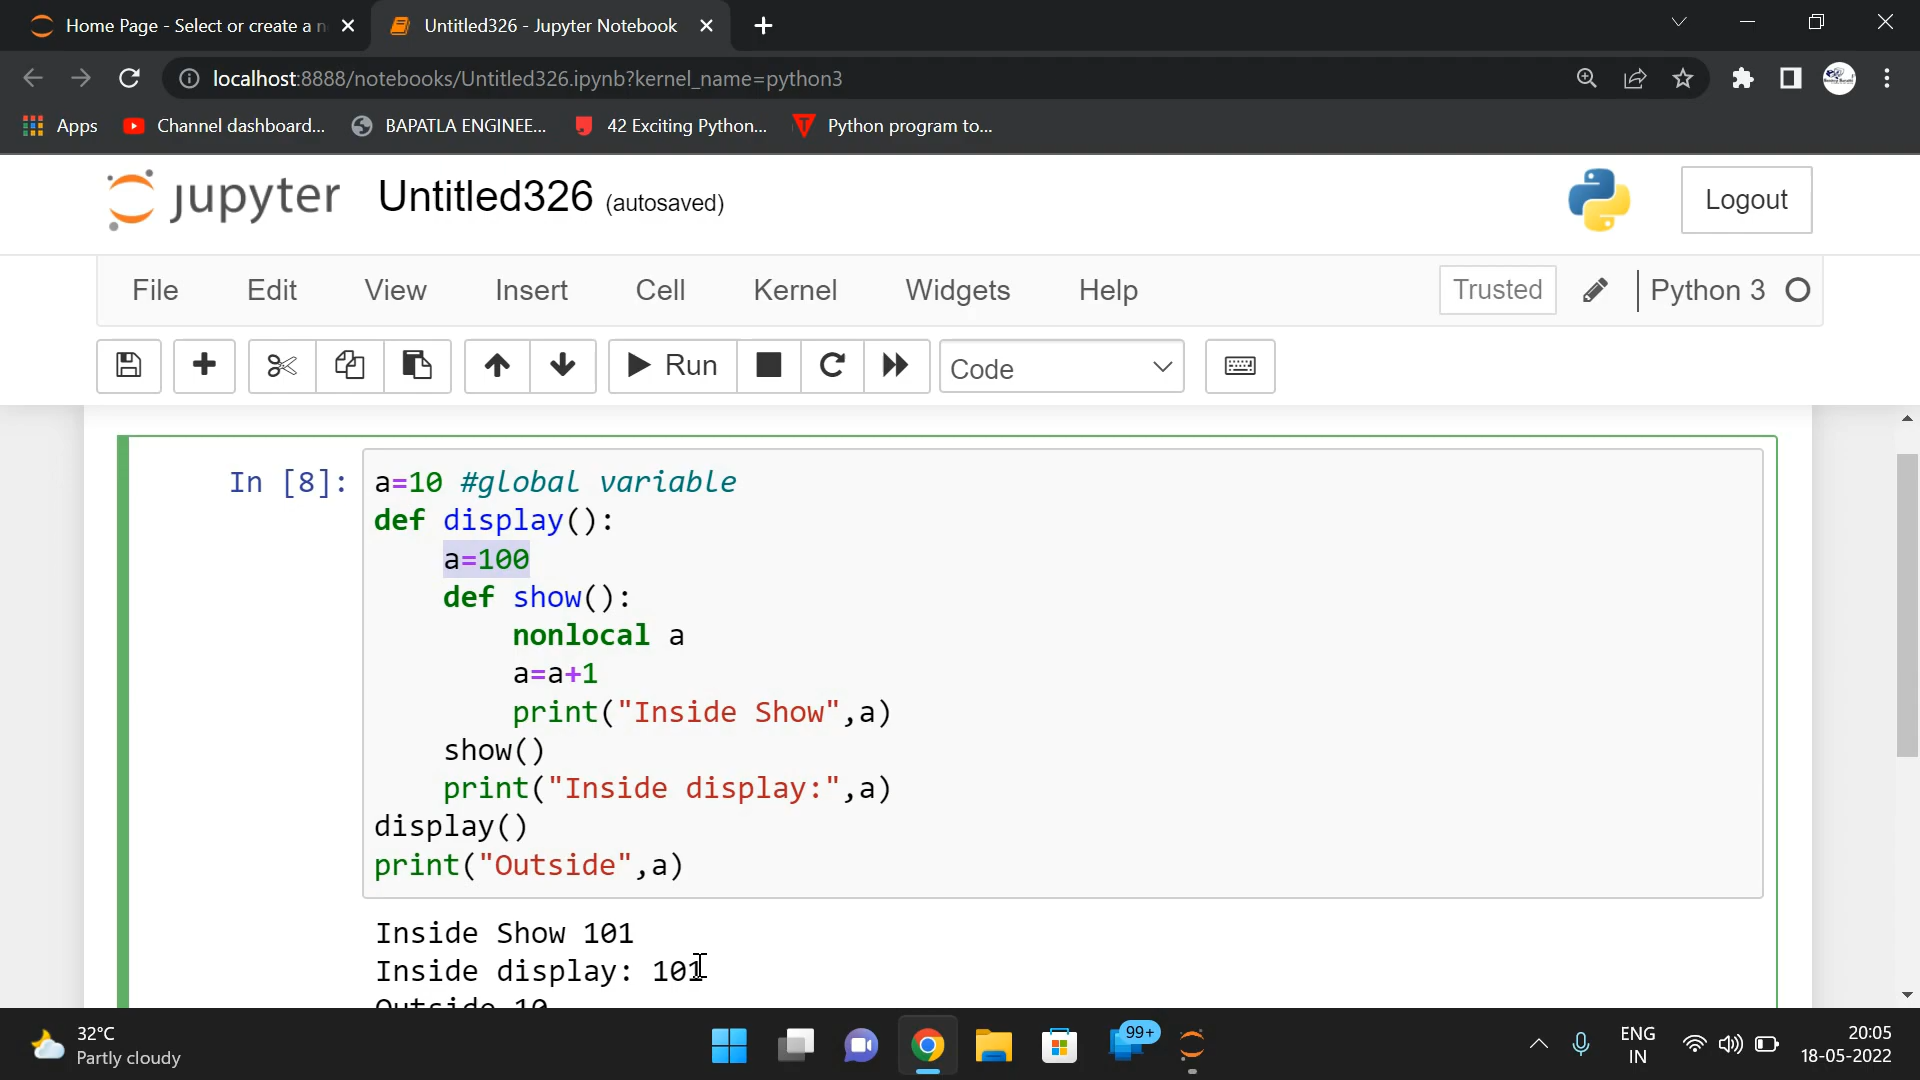 Home Page - Select or create a n
Untitled326 - Jupyter Notebook
localhost:8888/notebooks/Untitled326.ipynb?kernel_name=python3
Apps
Channel dashboard...
BAPATLA ENGINEE...
42 Exciting Python...
Python program to...
jupyter
Untitled326 (autosaved)
Logout
File Edit View Insert Cell Kernel Widgets Help
Trusted
Python 3
Run
Code
In [8]:
a=10 #global variable
def display():
    a=100
    def show():
        nonlocal a
        a=a+1
        print("Inside Show",a)
    show()
    print("Inside display:",a)
display()
print("Outside",a)
Inside Show 101
Inside display: 101
Outside 10
32°C
Partly cloudy
99+
ENG
IN
20:05
18-05-2022